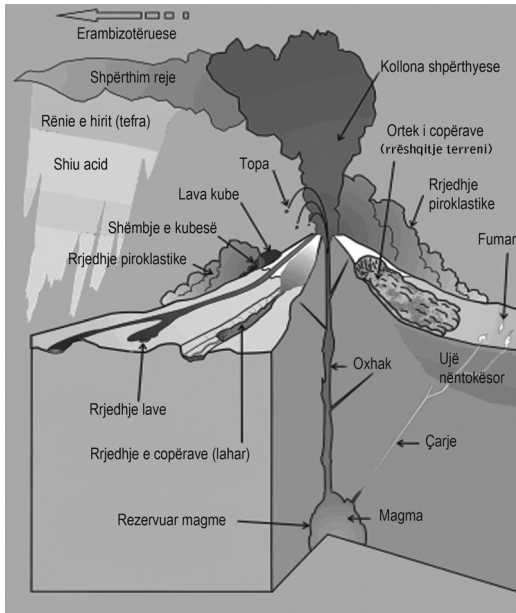 Erambizotëruese
Shpërthim reje
Kollona shpërthyese
Rënie e hirit (tefra)
Ortek i copërave
(rrëshqitje terreni)
Shiu acid
Topa
Lava kube
Rrjedhje
piroklastike
Shëmbje e kubesë
Rrjedhje piroklastike
Fumar
Ujë
nëntokësor
Oxhak
Rrjedhje lave
Rrjedhje e copërave (lahar)
Çarje
Rezervuar magme
Magma